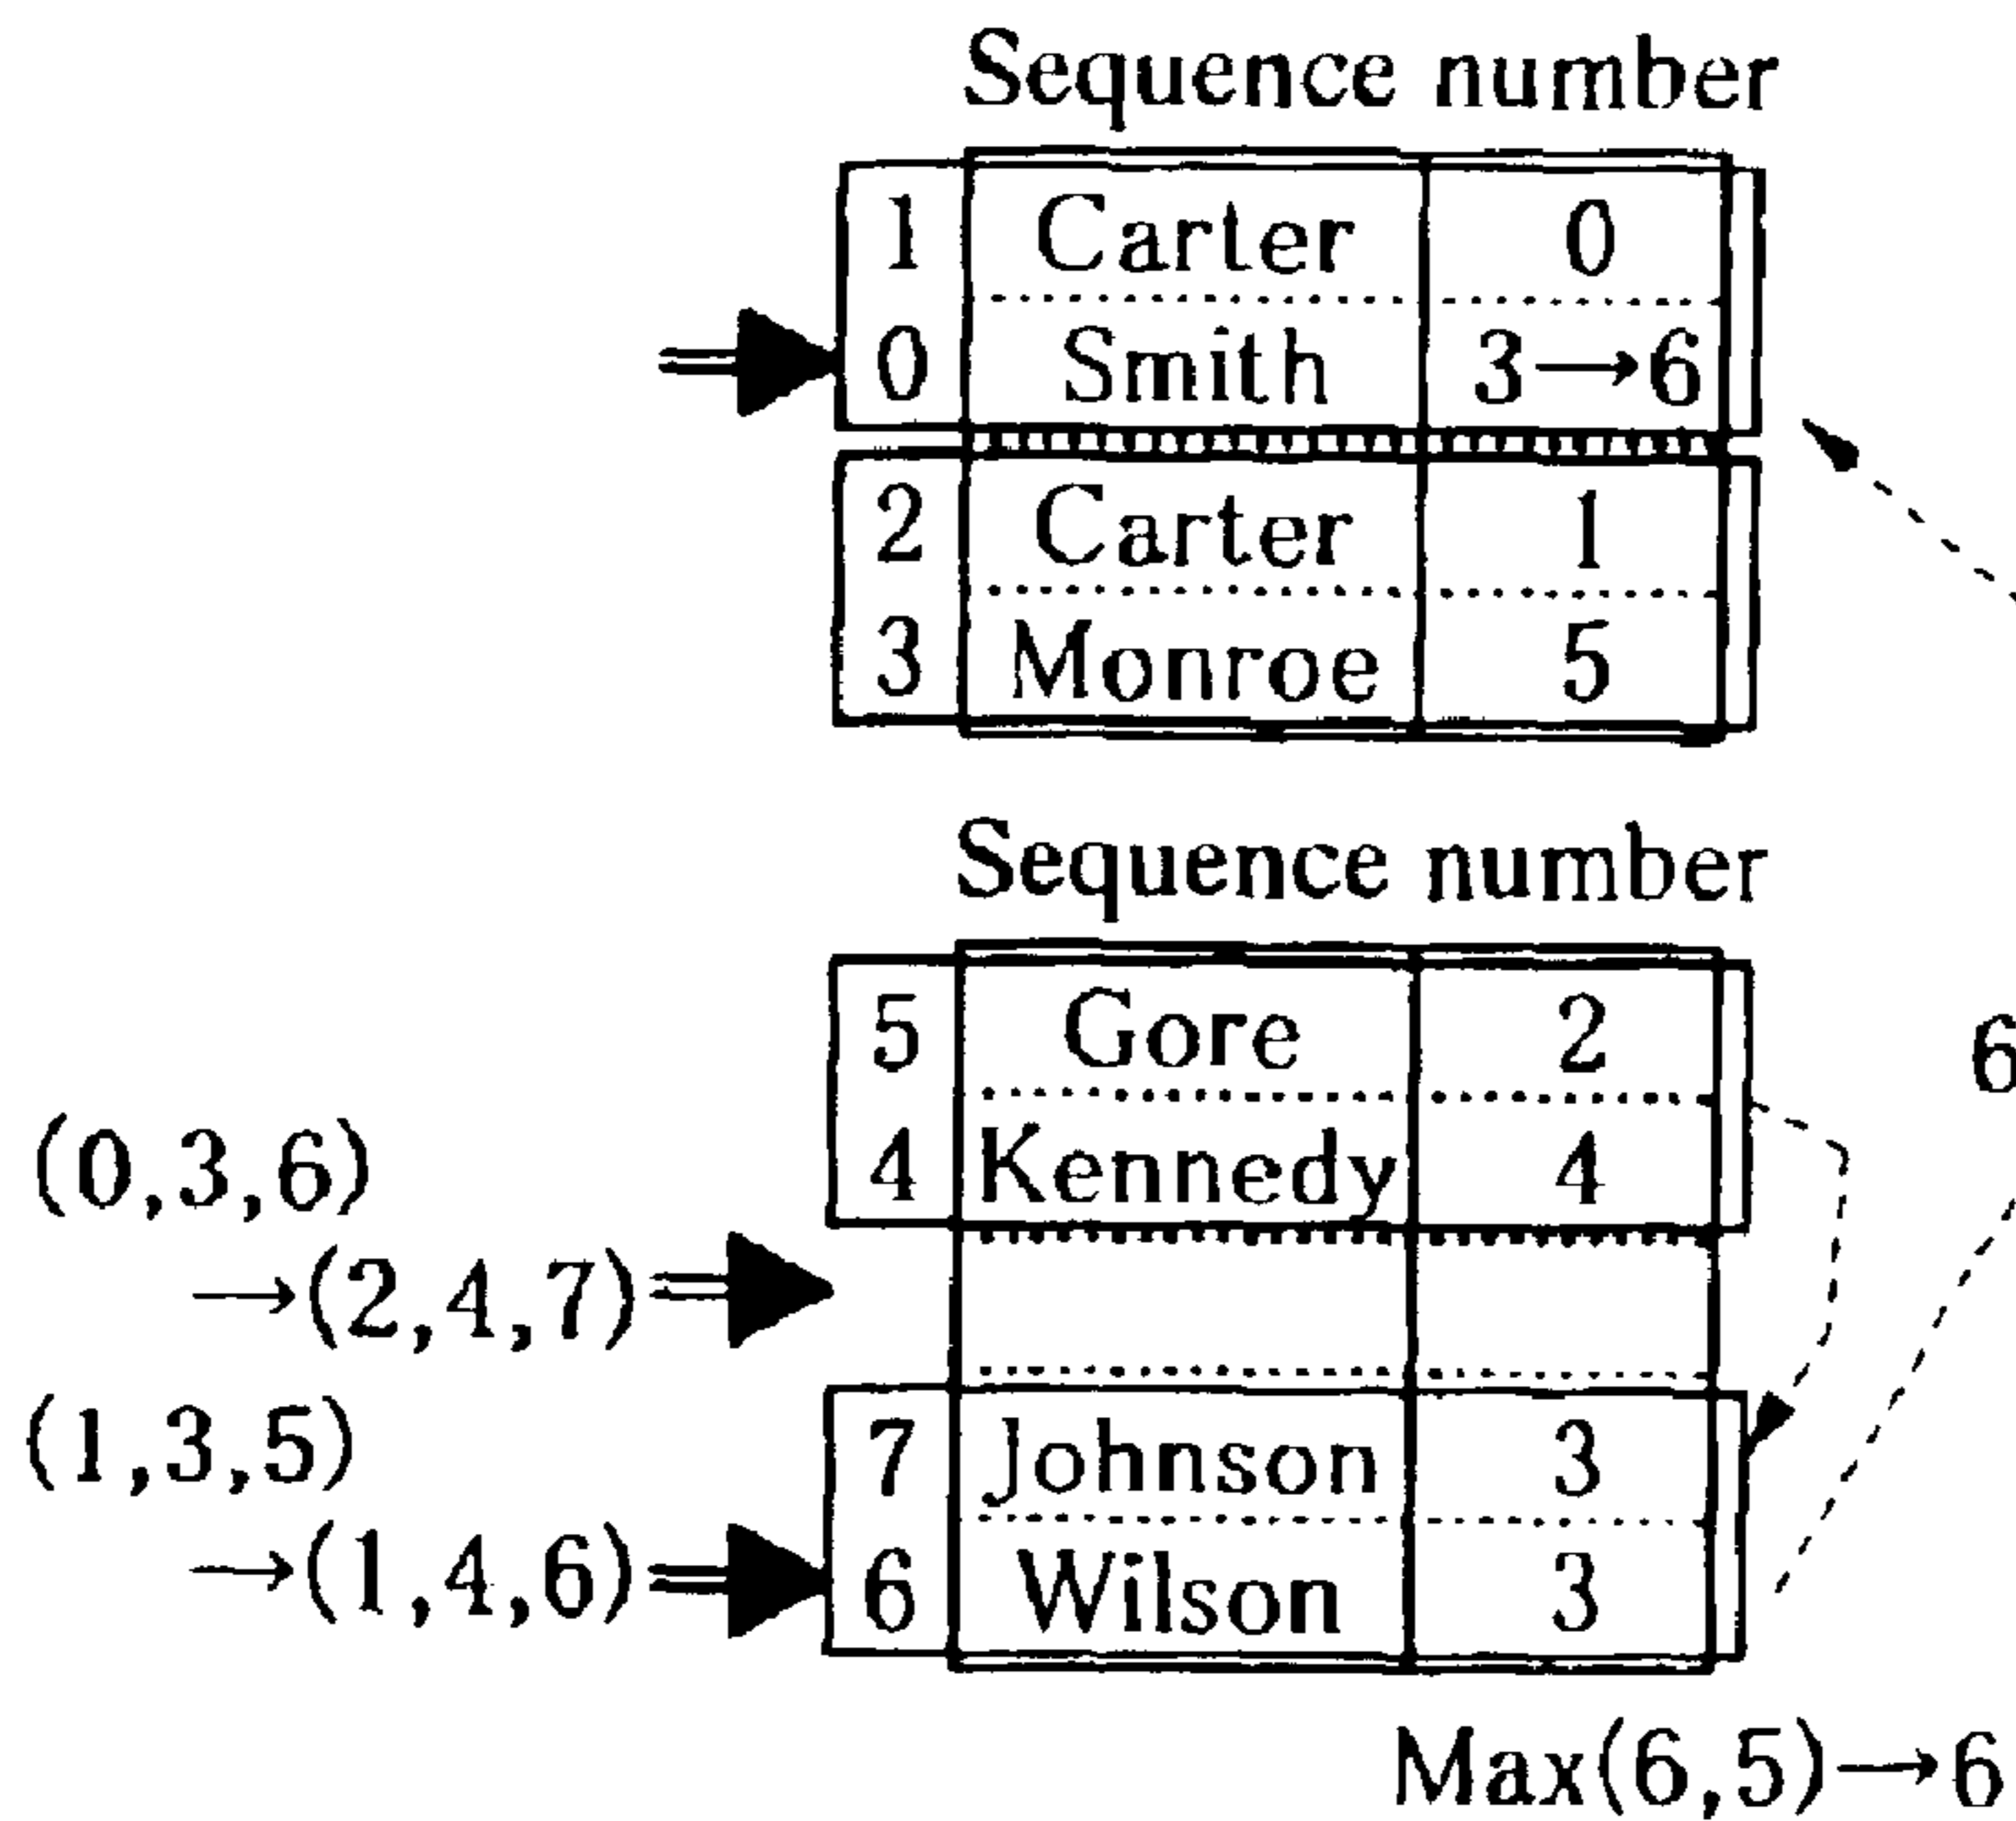 Sequence number
1 Carter 0
0 Smith 3→6
2 Carter 1
3 Monroe 5
Sequence number
5 Gore 2
6
4 Kennedy 4
(0,3,6)
→(2,4,7)
7 Johnson 3
(1,3,5)
→(1,4,6)
6 Wilson 3
Max(6,5)→6